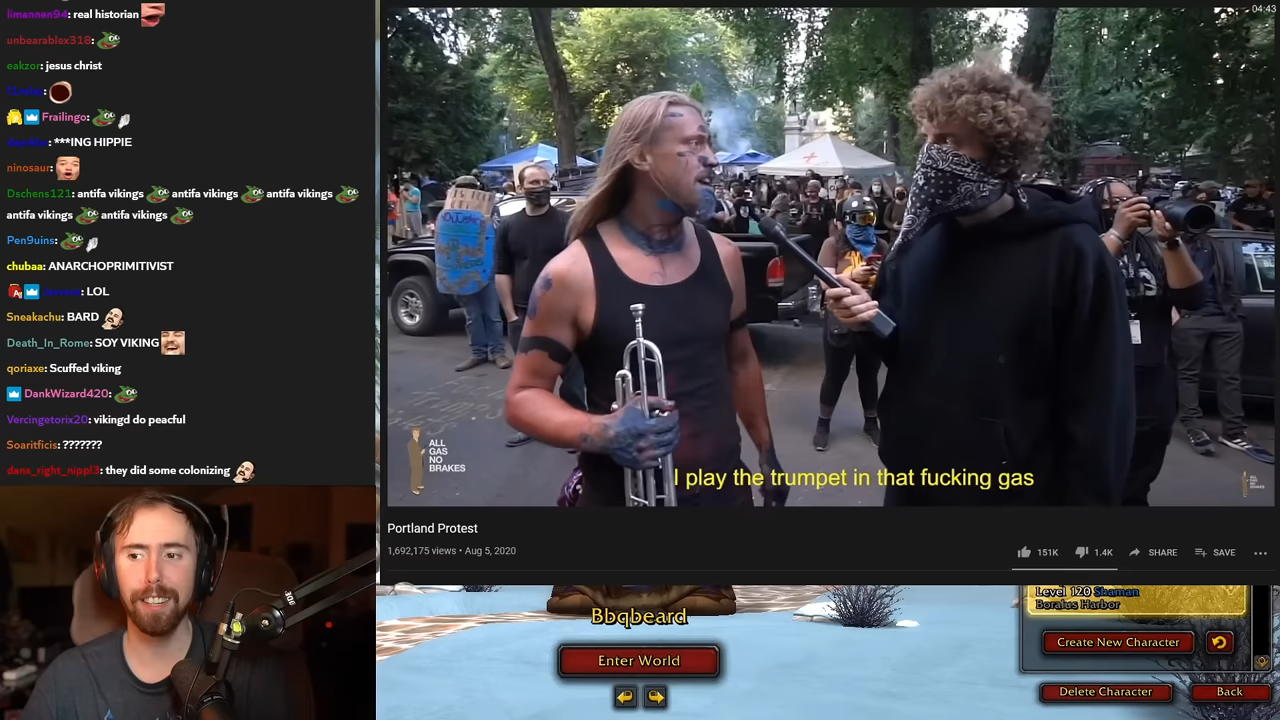 limannen94: real historian
unbearablex318:
eakzor: jesus christ
Frailingo:
***ING HIPPIE
ninosaur:
Dschens121: antifa vikings antifa vikings antifa vikings
antifa vikings antifa vikings
Pen9uins:
chubaa: ANARCHOPRIMITIVIST
: LOL
Sneakachu: BARD
Death_In_Rome: SOY VIKING
qoriaxe: Scuffed viking
DankWizard420:
Vercingetorix20: vikingd do peacful
Soaritficis: ???????
dans_right_nippl3: they did some colonizing
04:43
ALL
GAS
NO
BRAKES
I play the trumpet in that fucking gas
Portland Protest
1,692,175 views • Aug 5, 2020
151K
1.4K
SHARE
SAVE
Bbqbeard
Enter World
Level 120 Shaman
Boralus Harbor
Create New Character
Delete Character
Back